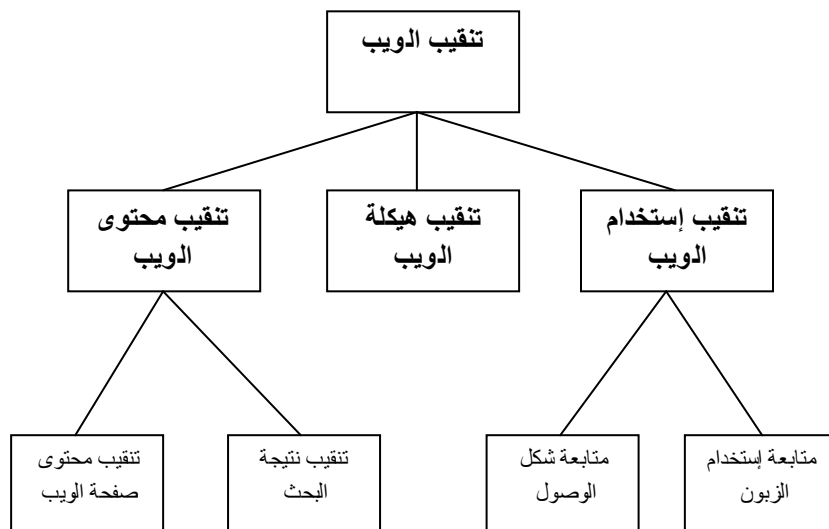 تنقيب الويب
تنقيب إستخدام
الويب
تنقيب هيكلة
الويب
تنقيب محتوى
الويب
متابعة إستخدام
الزبون
متابعة شكل
الوصول
تنقيب نتيجة
البحث
تنقيب محتوى
صفحة الويب